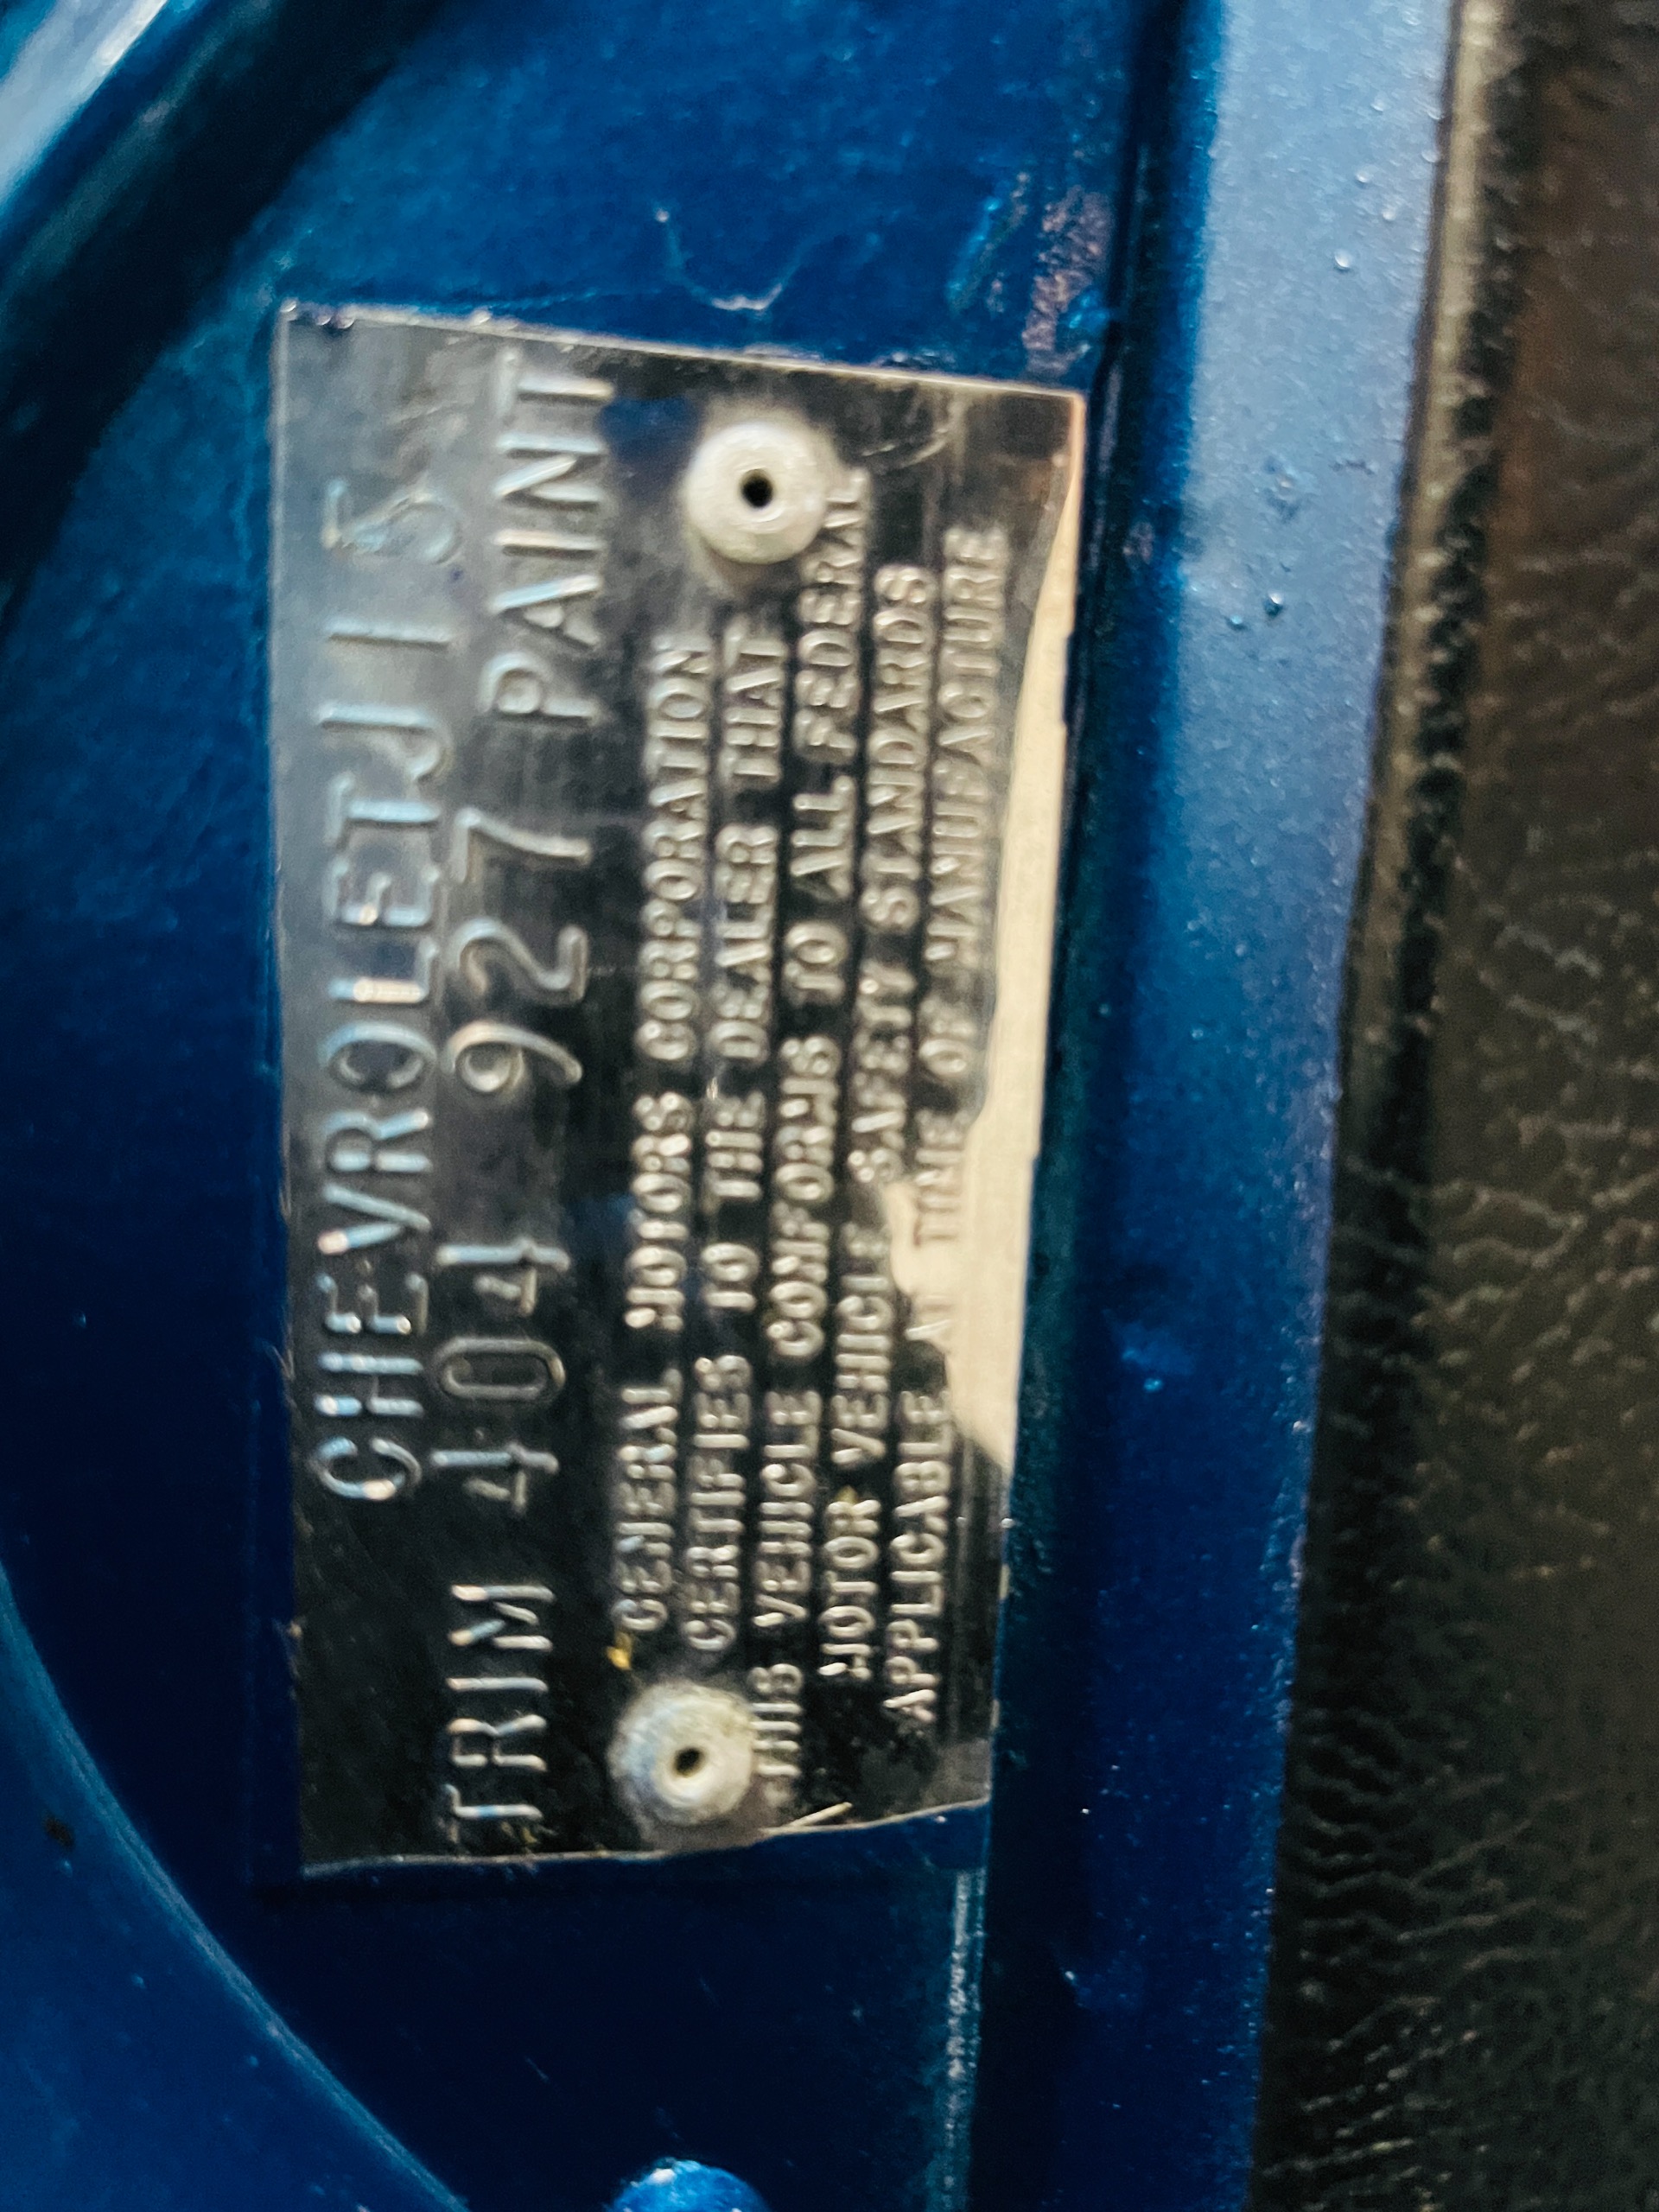 CHEVROLET J15
TRIM 404 927 PAINT
GENERAL MOTORS CORPORATION
CERTIFIES TO THE DEALER THAT
THIS VEHICLE CONFORMS TO ALL FEDERAL
MOTOR VEHICLE SAFETY STANDARDS
APPLICABLE AT TIME OF MANUFACTURE